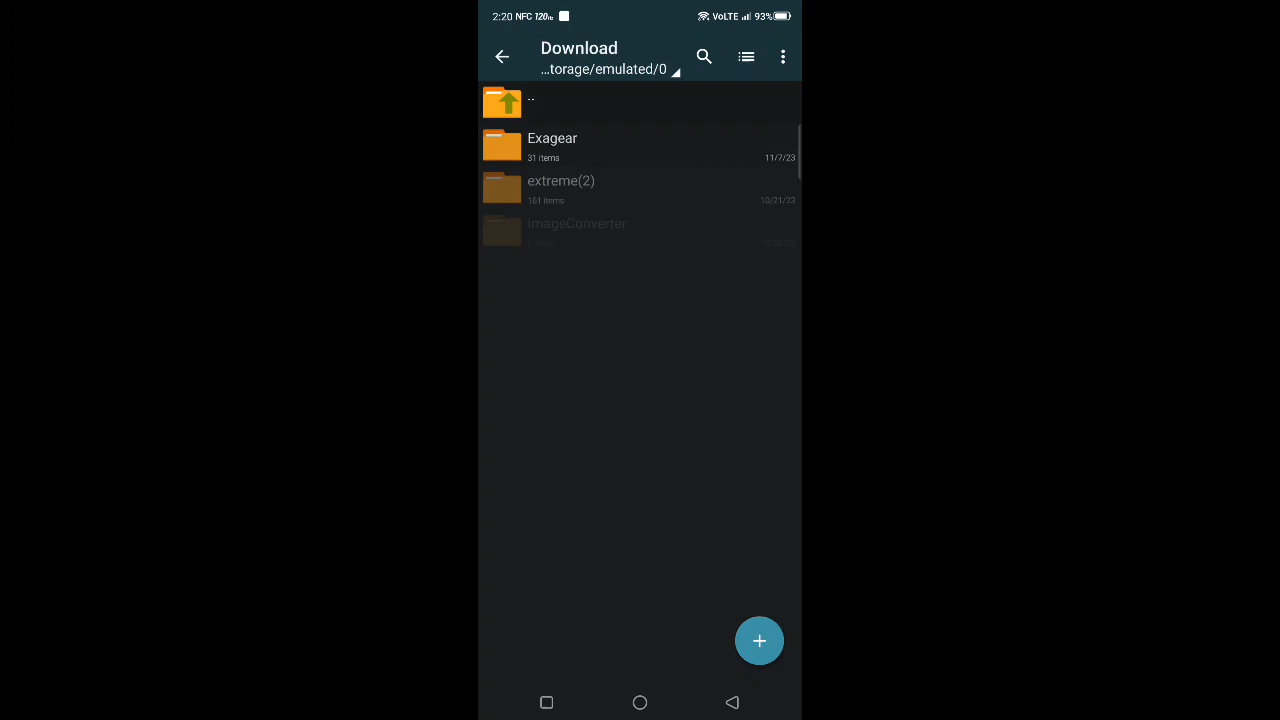 2:20 NFC 120Hz VoLTE 93%
Download
...torage/emulated/0
..
Exagear
31 items 11/7/23
extreme(2)
161 items 10/21/23
ImageConverter